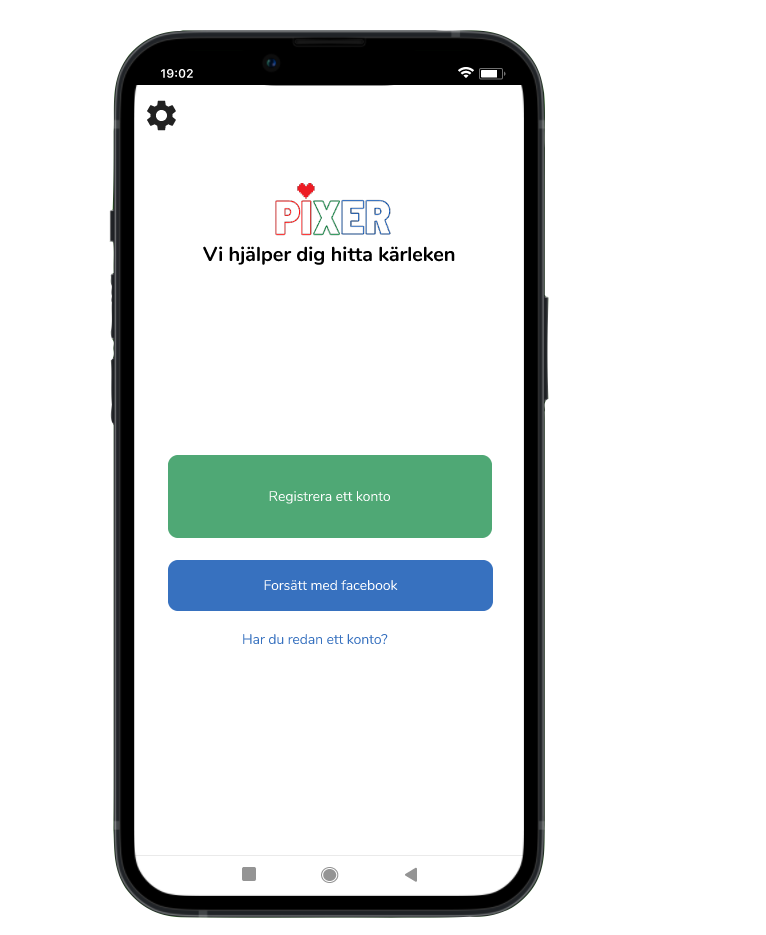 19:02
PIXER
Vi hjälper dig hitta kärleken
Registrera ett konto
Forsätt med facebook
Har du redan ett konto?